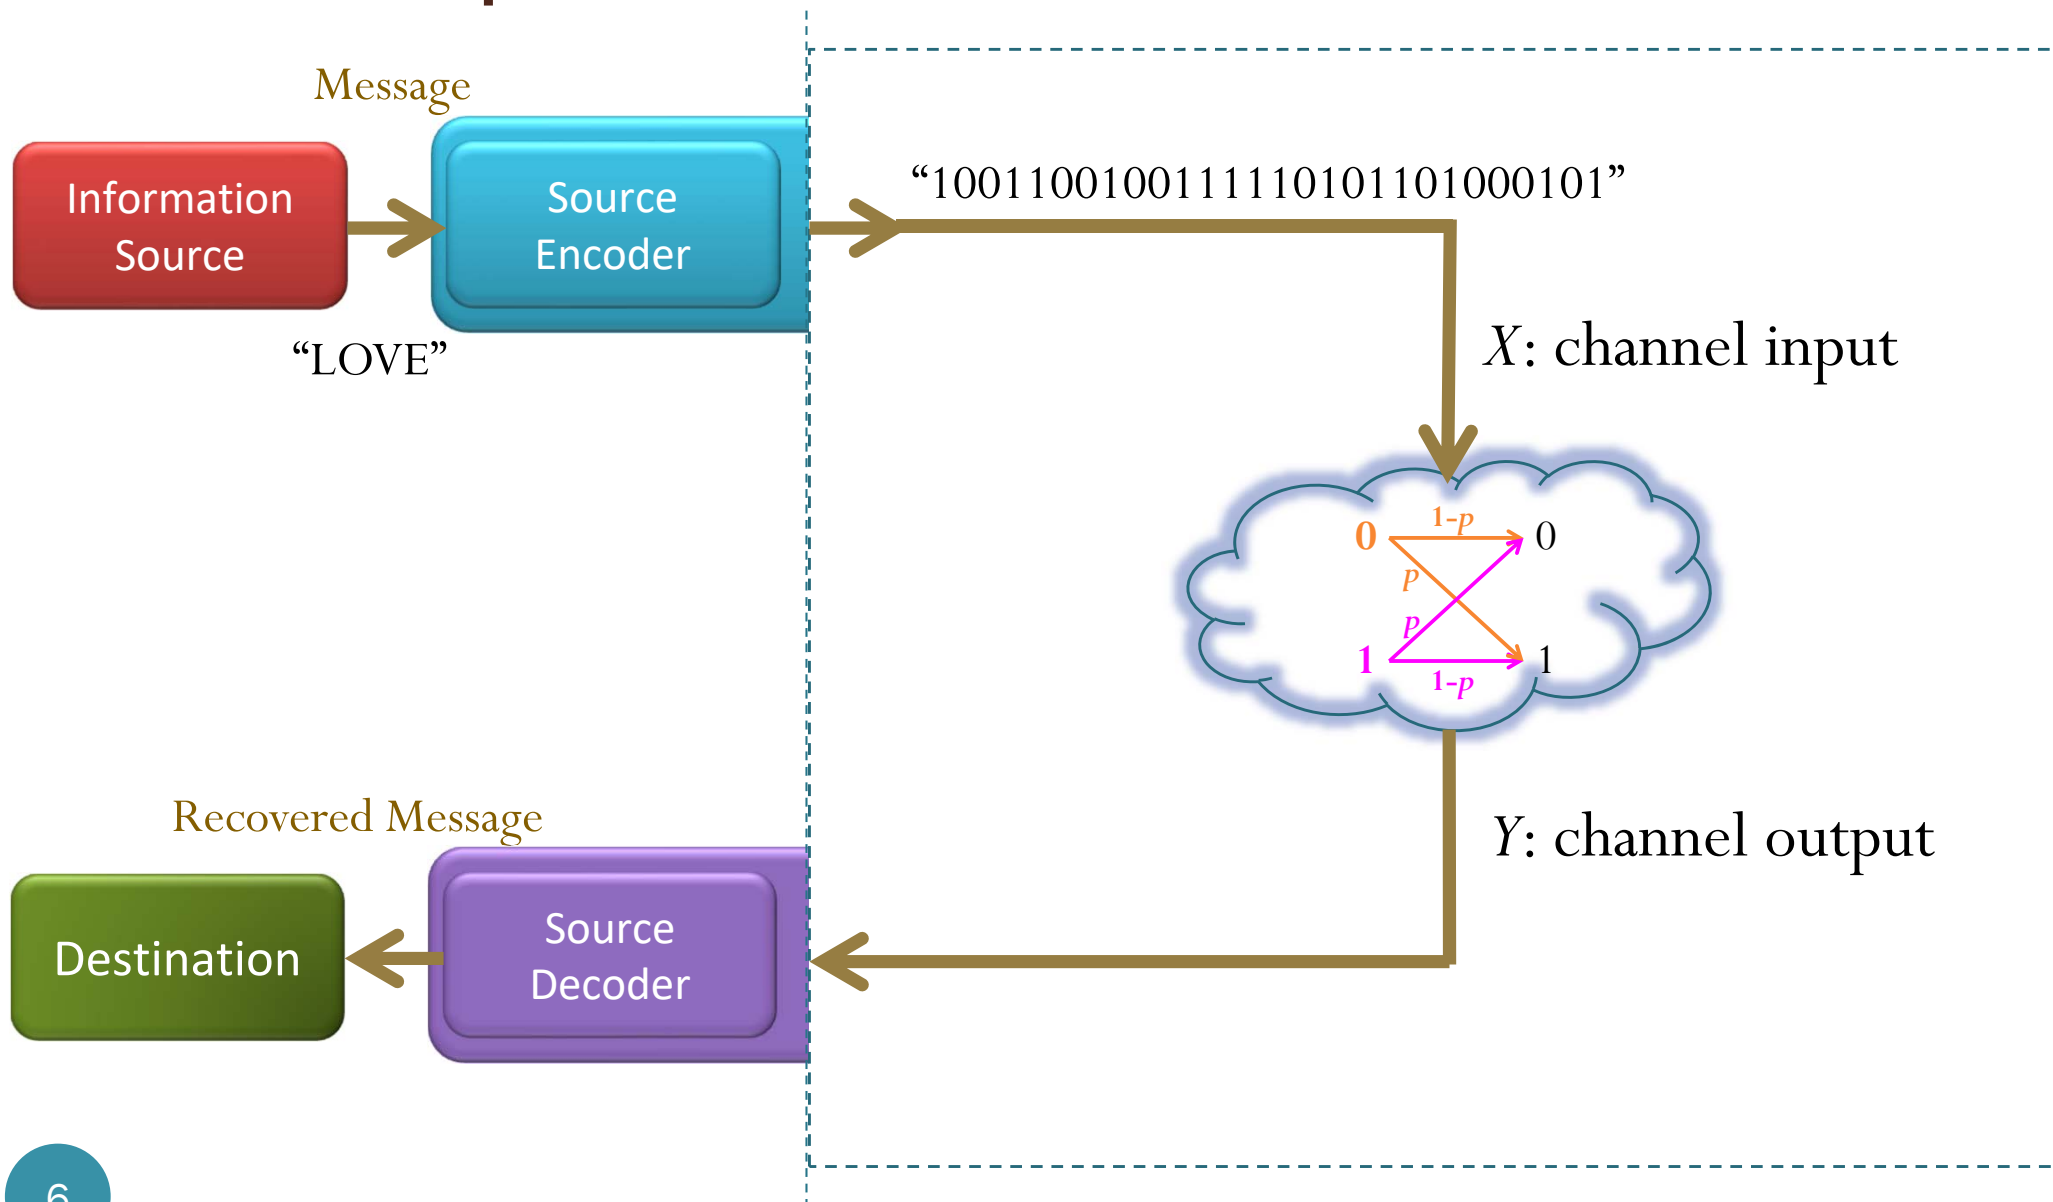 Message
Information
Source
Source
Encoder
“LOVE”
“1001100100111110101101000101”
X: channel input
0
1-p
0
p
p
1
1-p
1
Y: channel output
Recovered Message
Source
Decoder
Destination
6